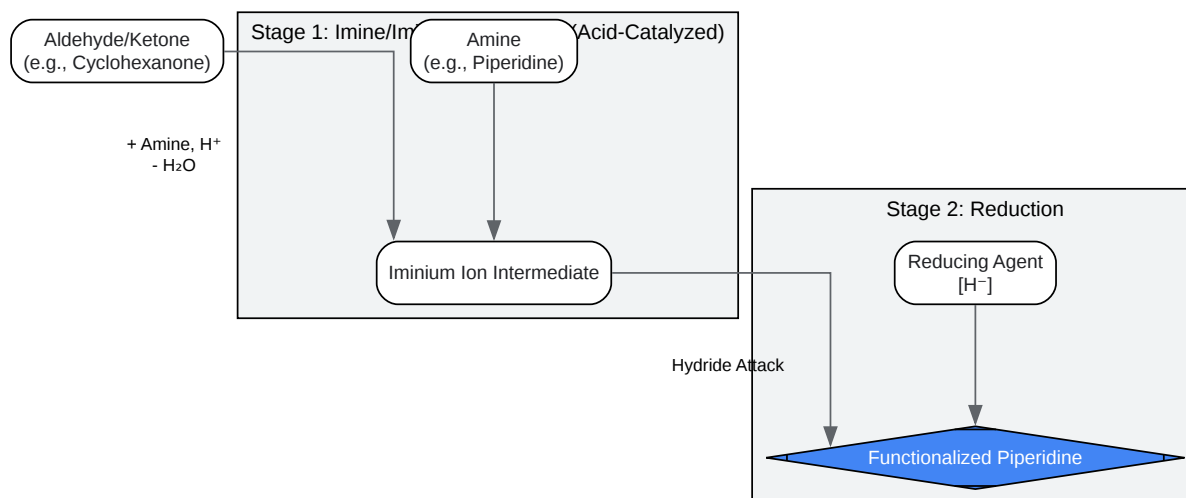 Aldehyde/Ketone
(e.g., Cyclohexanone)
Stage 1: Imine/Imi (Acid-Catalyzed)
Amine
(e.g., Piperidine)
+ Amine, H⁺
- H₂O
Iminium Ion Intermediate
Stage 2: Reduction
Reducing Agent
[H⁻]
Hydride Attack
Functionalized Piperidine